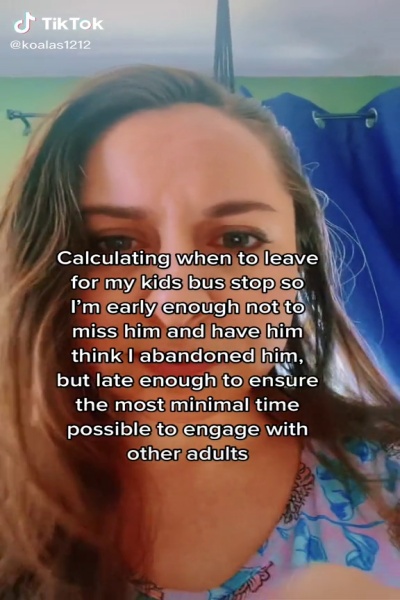 TikTok
@koalas1212
Calculating when to leave
for my kids bus stop so
I'm early enough not to
miss him and have him
think I abandoned him,
but late enough to ensure
the most minimal time
possible to engage with
other adults